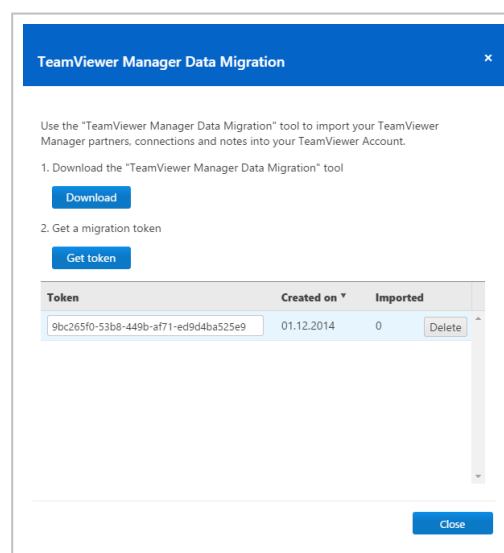 TeamViewer Manager Data Migration ×
Use the "TeamViewer Manager Data Migration" tool to import your TeamViewer
Manager partners, connections and notes into your TeamViewer Account.
1. Download the "TeamViewer Manager Data Migration" tool
Download
2. Get a migration token
Get token
Token Created on ▼ Imported
9bc265f0-53b8-449b-af71-ed9d4ba525e9 01.12.2014 0 Delete
Close